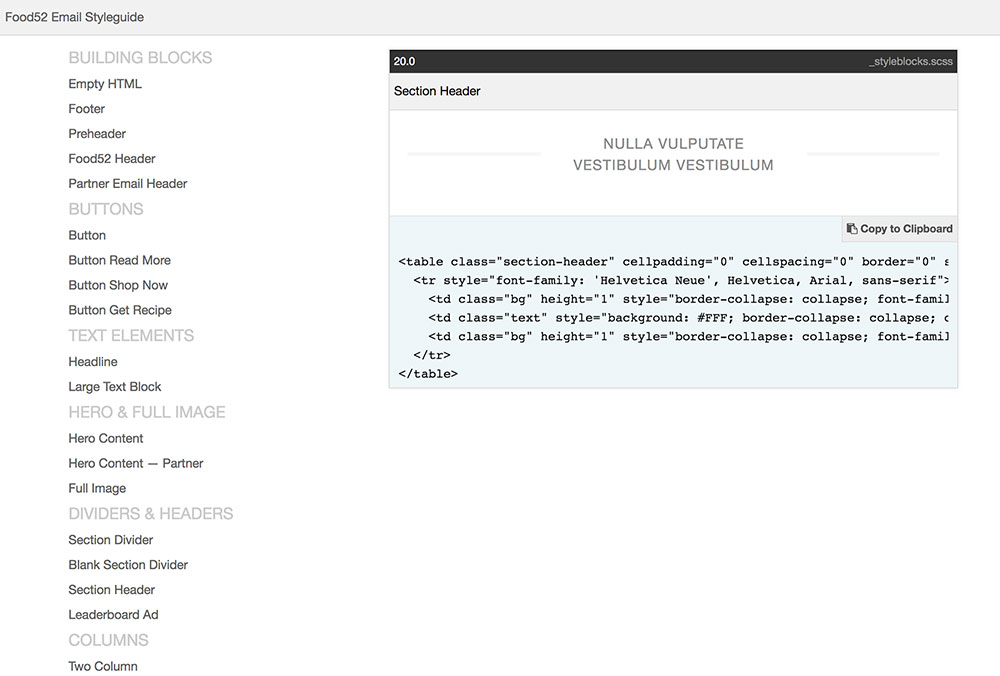 Food52 Email Styleguide
BUILDING BLOCKS
Empty HTML
Footer
Preheader
Food52 Header
Partner Email Header
BUTTONS
Button
Button Read More
Button Shop Now
Button Get Recipe
TEXT ELEMENTS
Headline
Large Text Block
HERO & FULL IMAGE
Hero Content
Hero Content — Partner
Full Image
DIVIDERS & HEADERS
Section Divider
Blank Section Divider
Section Header
Leaderboard Ad
COLUMNS
Two Column
20.0 _styleblocks.scss
Section Header
NULLA VULPUTATE
VESTIBULUM VESTIBULUM
Copy to Clipboard
<table class="section-header" cellpadding="0" cellspacing="0" border="0" s
<tr style="font-family: 'Helvetica Neue', Helvetica, Arial, sans-serif">
<td class="bg" height="1" style="border-collapse: collapse; font-famil
<td class="text" style="background: #FFF; border-collapse: collapse; c
<td class="bg" height="1" style="border-collapse: collapse; font-famil
</tr>
</table>